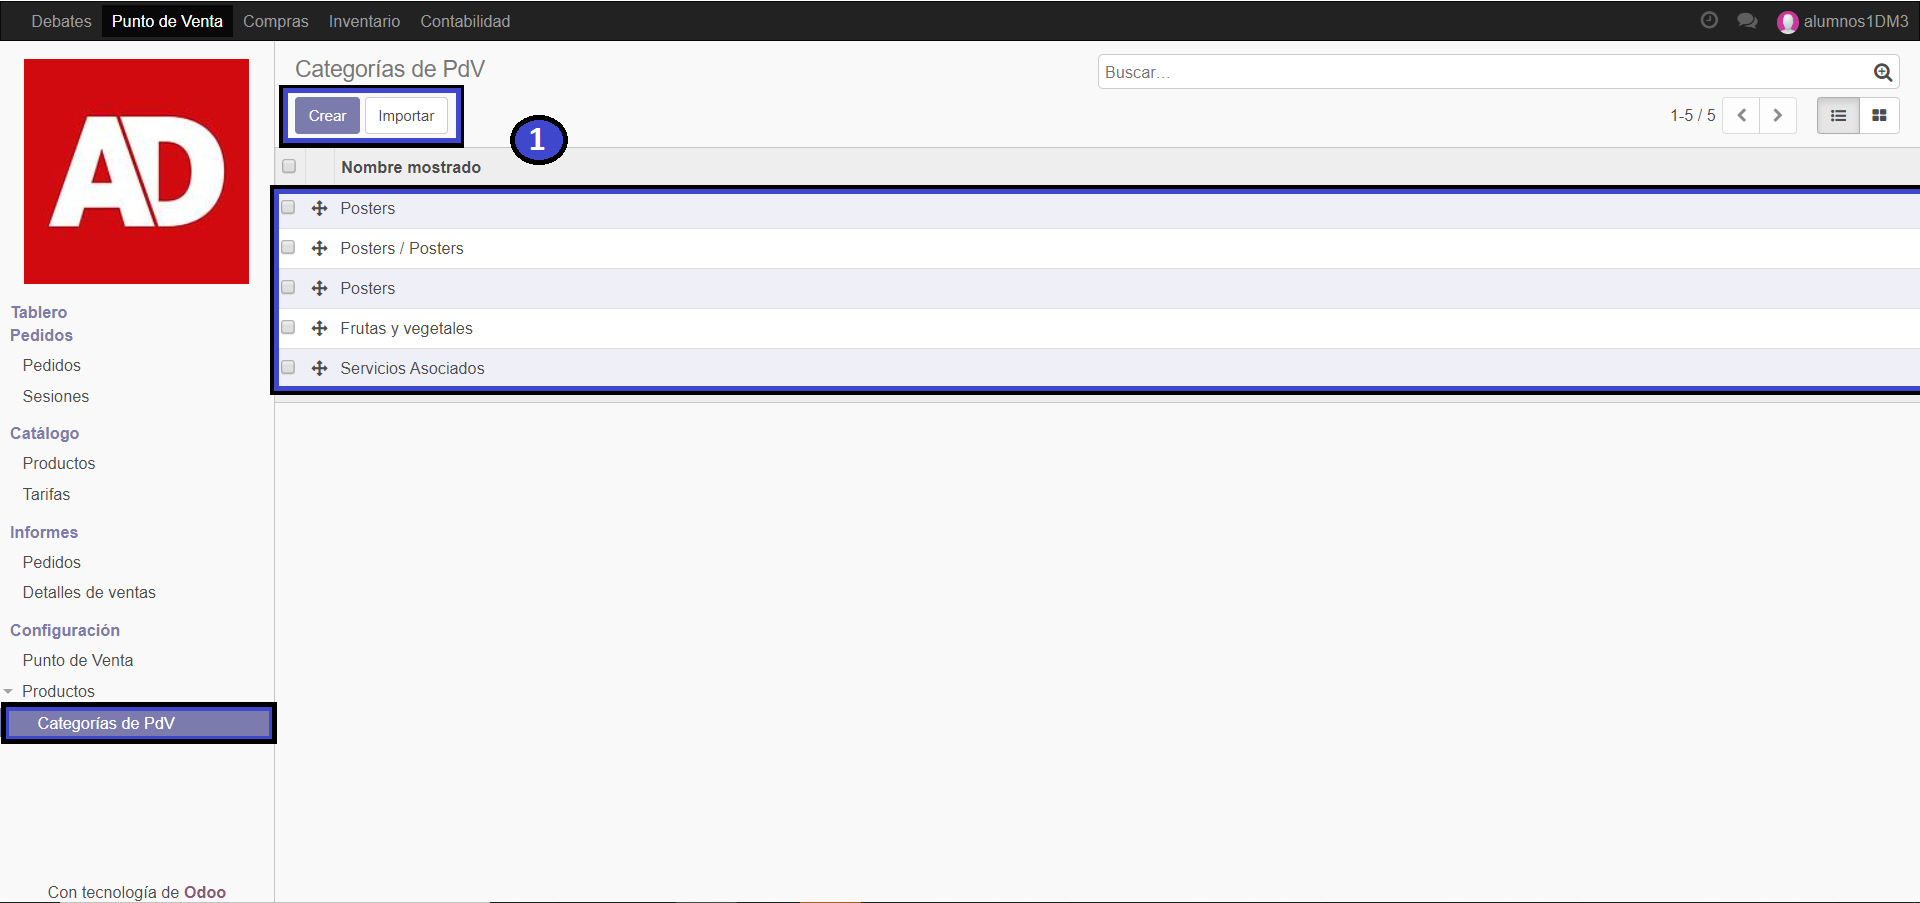 Debates Punto de Venta Compras Inventario Contabilidad alumnos1DM3
AD
Categorías de PdV
Buscar...
Crear Importar
1
1-5 / 5
Nombre mostrado
Posters
Posters / Posters
Posters
Frutas y vegetales
Servicios Asociados
Tablero
Pedidos
Pedidos
Sesiones
Catálogo
Productos
Tarifas
Informes
Pedidos
Detalles de ventas
Configuración
Punto de Venta
Productos
Categorías de PdV
Con tecnología de Odoo